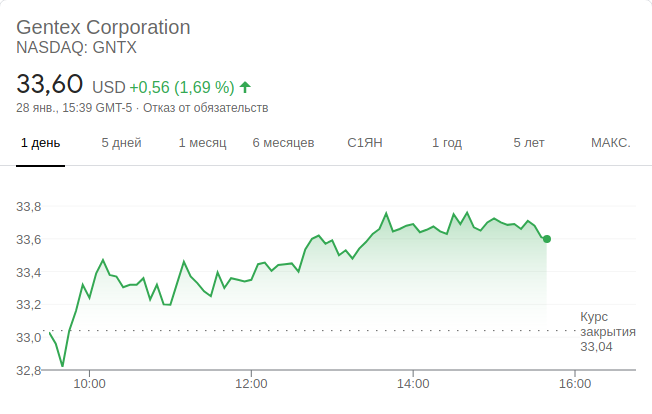 Gentex Corporation
NASDAQ: GNTX
33,60 USD +0,56 (1,69 %)
28 янв., 15:39 GMT-5 · Отказ от обязательств
1 день 5 дней 1 месяц 6 месяцев С1ЯН 1 год 5 лет МАКС.
33,8
33,6
33,4
33,2
33,0
32,8
Курс
закрытия
33,04
10:00 12:00 14:00 16:00